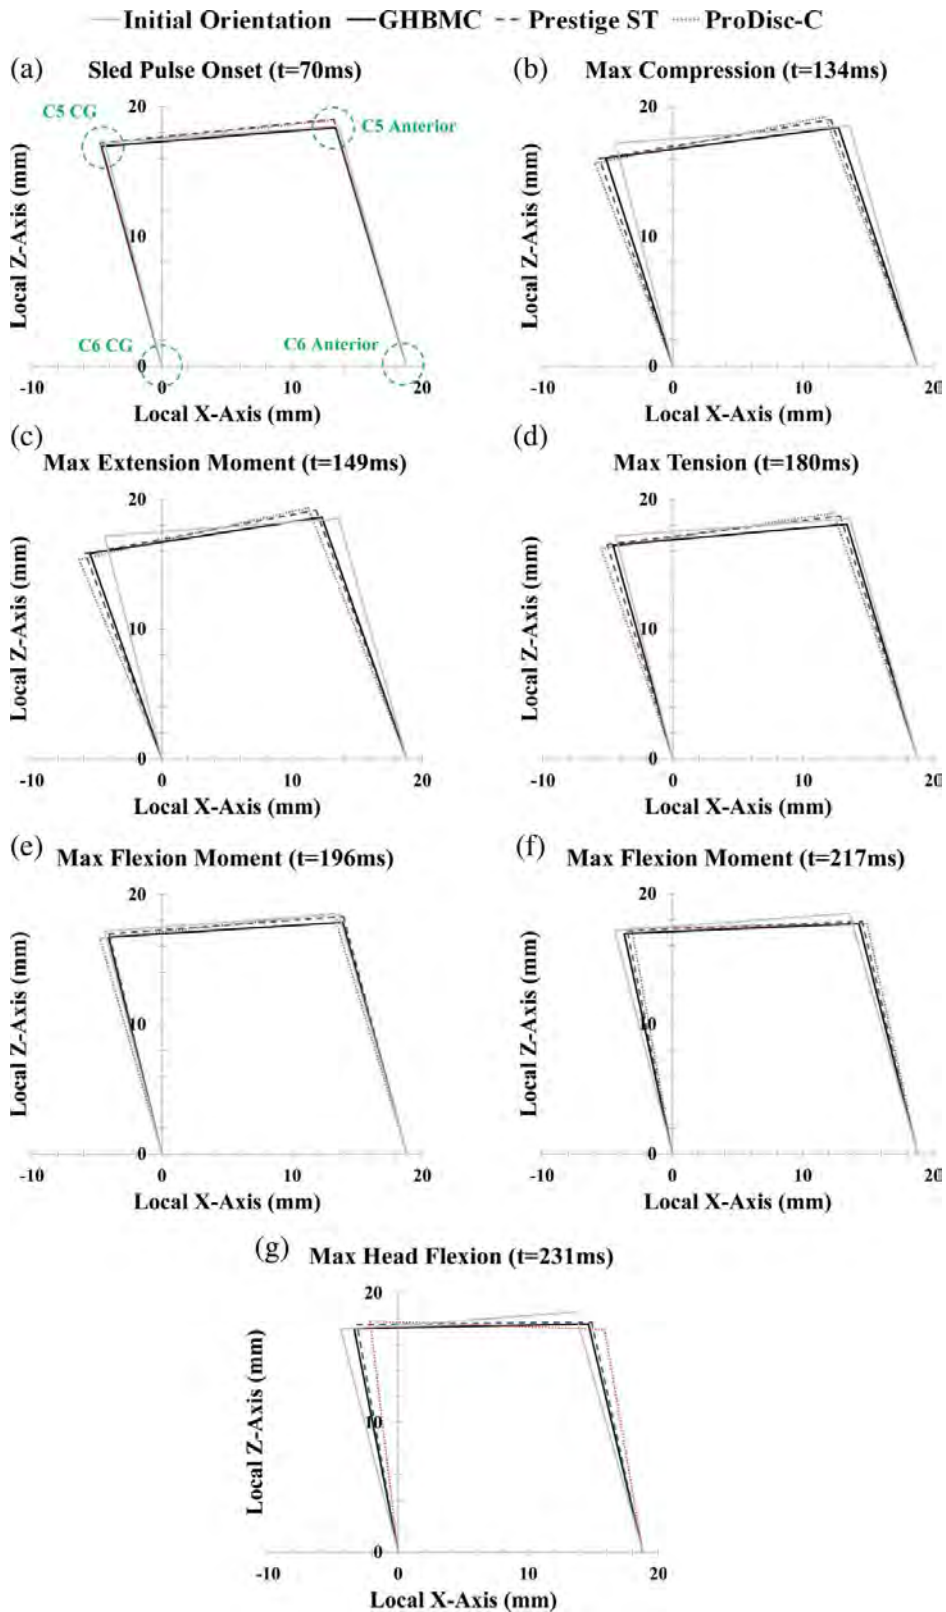 Initial Orientation GHBMC Prestige ST ProDisc-C
(a) Sled Pulse Onset (t=70ms)
C5 CG
C5 Anterior
C6 CG
C6 Anterior
Local Z-Axis (mm)
20
10
0
-10 0 10 20
Local X-Axis (mm)
(b) Max Compression (t=134ms)
Local Z-Axis (mm)
20
10
0
-10 0 10 20
Local X-Axis (mm)
(c) Max Extension Moment (t=149ms)
Local Z-Axis (mm)
20
10
0
-10 0 10 20
Local X-Axis (mm)
(d) Max Tension (t=180ms)
Local Z-Axis (mm)
20
10
0
-10 0 10 20
Local X-Axis (mm)
(e) Max Flexion Moment (t=196ms)
Local Z-Axis (mm)
20
10
0
-10 0 10 20
Local X-Axis (mm)
(f) Max Flexion Moment (t=217ms)
Local Z-Axis (mm)
20
10
0
-10 0 10 20
Local X-Axis (mm)
(g) Max Head Flexion (t=231ms)
Local Z-Axis (mm)
20
10
0
-10 0 10 20
Local X-Axis (mm)